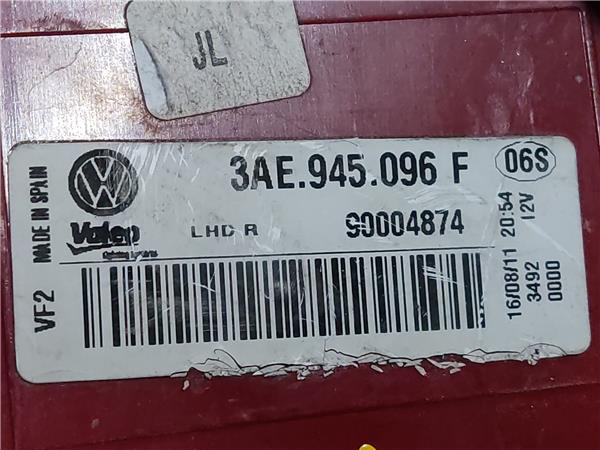 JL
3AE.945.096 F
06S
Valeo
LHD R
90004874
MADE IN SPAIN
VF2
16/08/11 20:54
3492 12V
0000